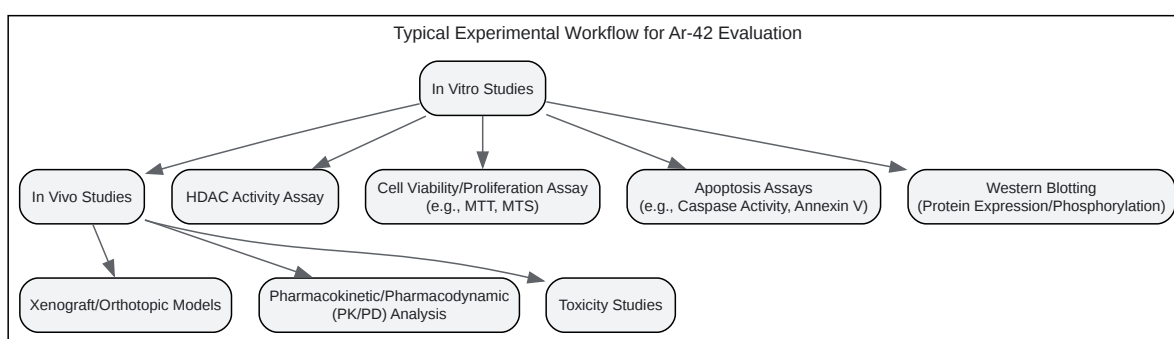 Typical Experimental Workflow for Ar-42 Evaluation
In Vitro Studies
In Vivo Studies
HDAC Activity Assay
Cell Viability/Proliferation Assay
(e.g., MTT, MTS)
Apoptosis Assays
(e.g., Caspase Activity, Annexin V)
Western Blotting
(Protein Expression/Phosphorylation)
Xenograft/Orthotopic Models
Pharmacokinetic/Pharmacodynamic
(PK/PD) Analysis
Toxicity Studies